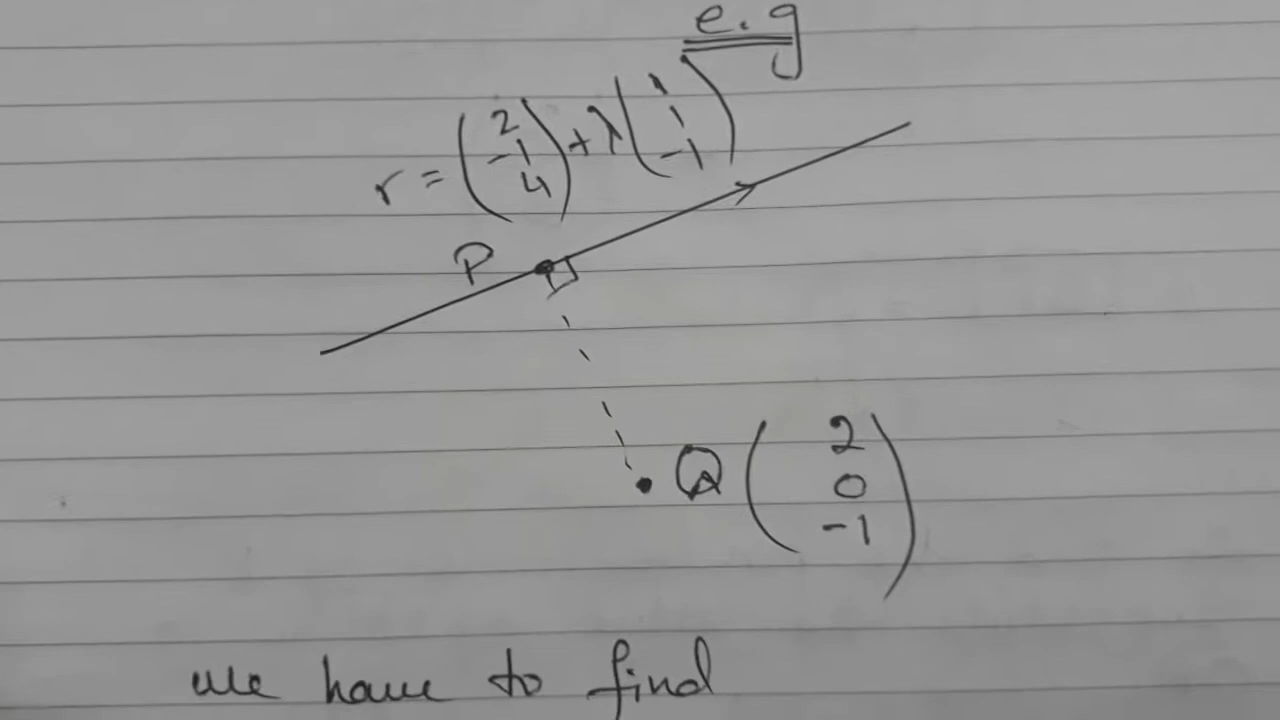 e.g
r = (2 -1 4) + λ(1 1 -1)
P
Q (2 0 -1)
we have to find